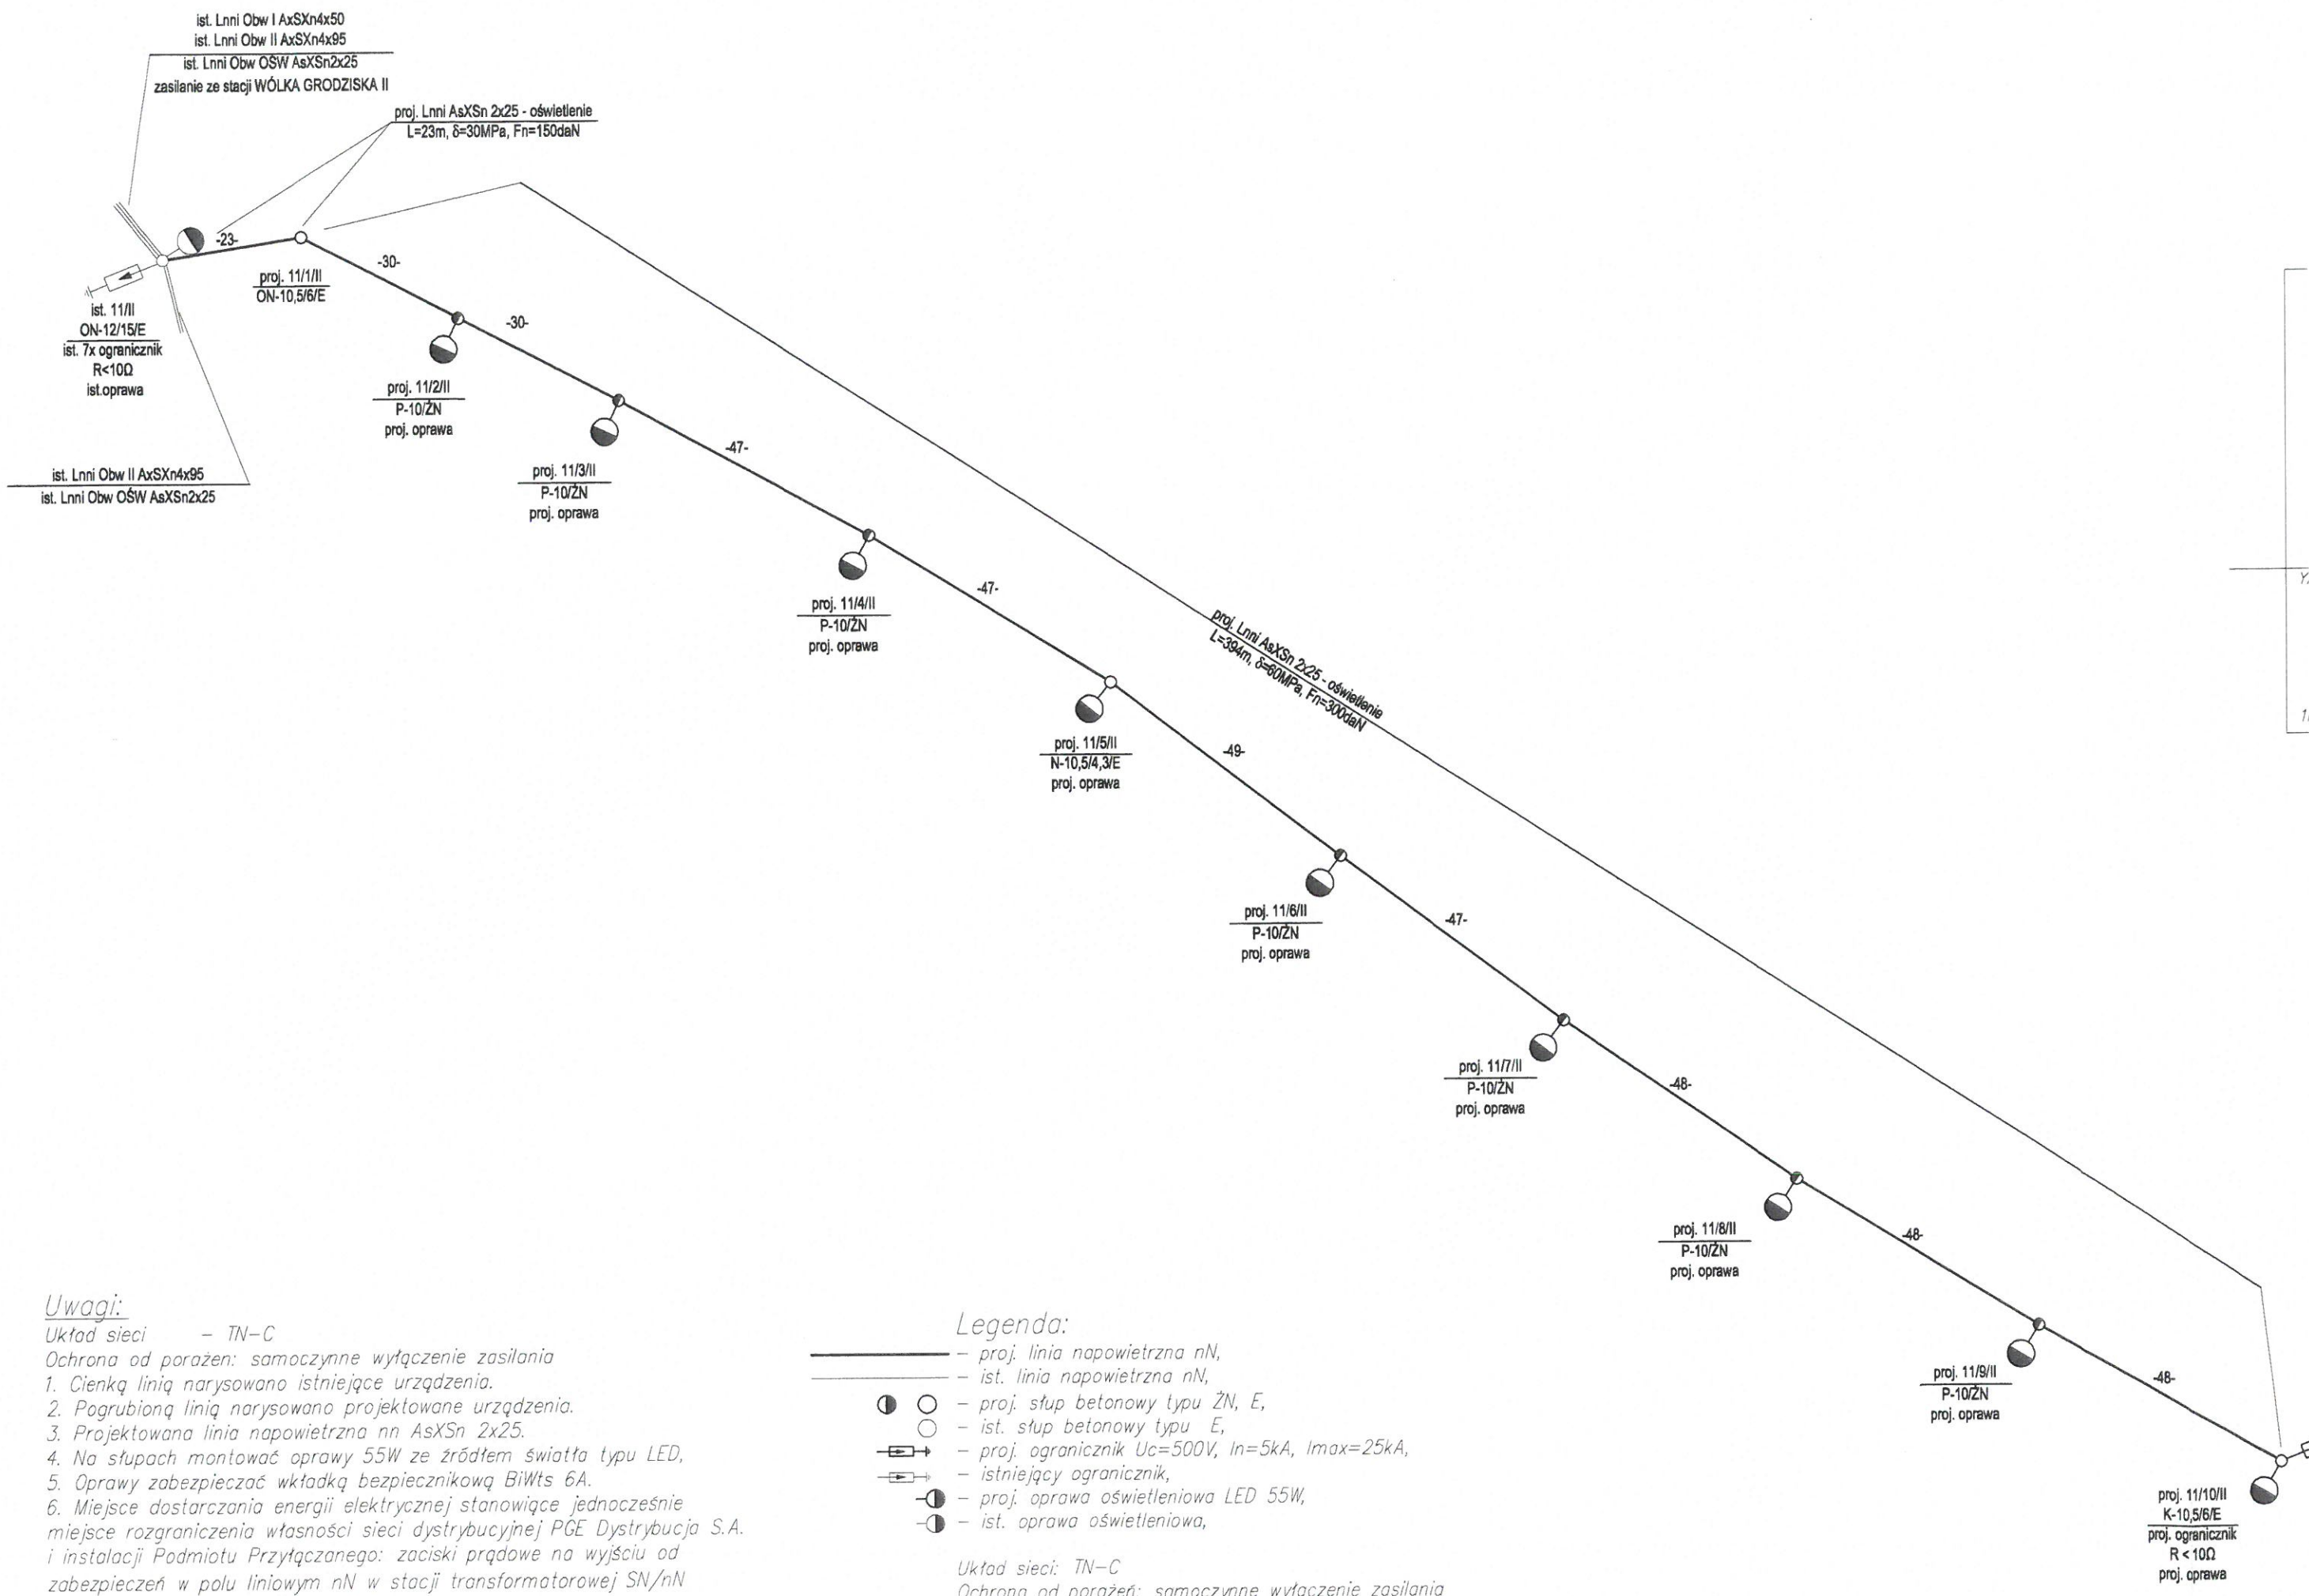 ist. Lnni Obw I AxSXn4x50
ist. Lnni Obw II AxSXn4x95
ist. Lnni Obw OŚW AsXSn2x25
zasilanie ze stacji WÓLKA GRODZISKA II
proj. Lnni AsXSn 2x25 - oświetlenie
L=23m, δ=30MPa, Fn=150daN
-23-
proj. 11/1/II
ON-10,5/6/E
-30-
ist. 11/II
ON-12/15/E
ist. 7x ogranicznik
R<10Ω
ist.oprawa
-30-
proj. 11/2/II
P-10/ŻN
proj. oprawa
ist. Lnni Obw II AxSXn4x95
ist. Lnni Obw OŚW AsXSn2x25
-47-
proj. 11/3/II
P-10/ŻN
proj. oprawa
-47-
proj. 11/4/II
P-10/ŻN
proj. oprawa
proj. Lnni AsXSn 2x25 - oświetlenie
L=394m, δ=60MPa, Fn=300daN
-49-
proj. 11/5/II
N-10,5/4,3/E
proj. oprawa
-47-
proj. 11/6/II
P-10/ŻN
proj. oprawa
-48-
proj. 11/7/II
P-10/ŻN
proj. oprawa
-48-
proj. 11/8/II
P-10/ŻN
proj. oprawa
-48-
proj. 11/9/II
P-10/ŻN
proj. oprawa
proj. 11/10/II
K-10,5/6/E
proj. ogranicznik
R<10Ω
proj. oprawa
Uwagi:
Układ sieci – TN-C
Ochrona od porażen: samoczynne wyłączenie zasilania
1. Cienką linią narysowano istniejące urządzenia.
2. Pogrubioną linią narysowano projektowane urządzenia.
3. Projektowana linia napowietrzna nn AsXSn 2x25.
4. Na słupach montować oprawy 55W ze źródłem światła typu LED,
5. Oprawy zabezpieczać wkładką bezpiecznikową BiWts 6A.
6. Miejsce dostarczania energii elektrycznej stanowiące jednocześnie
miejsce rozgraniczenia własności sieci dystrybucyjnej PGE Dystrybucja S.A.
i instalacji Podmiotu Przyłączanego: zaciski prądowe na wyjściu od
zabezpieczeń w polu liniowym nN w stacji transformatorowej SN/nN
Legenda:
– proj. linia napowietrzna nN,
– ist. linia napowietrzna nN,
– proj. słup betonowy typu ŻN, E,
– ist. słup betonowy typu E,
– proj. ogranicznik Uc=500V, In=5kA, Imax=25kA,
– istniejący ogranicznik,
– proj. oprawa oświetleniowa LED 55W,
– ist. oprawa oświetleniowa,
Układ sieci: TN-C
Ochrona od porażeń: samoczynne wyłączenie zasilania